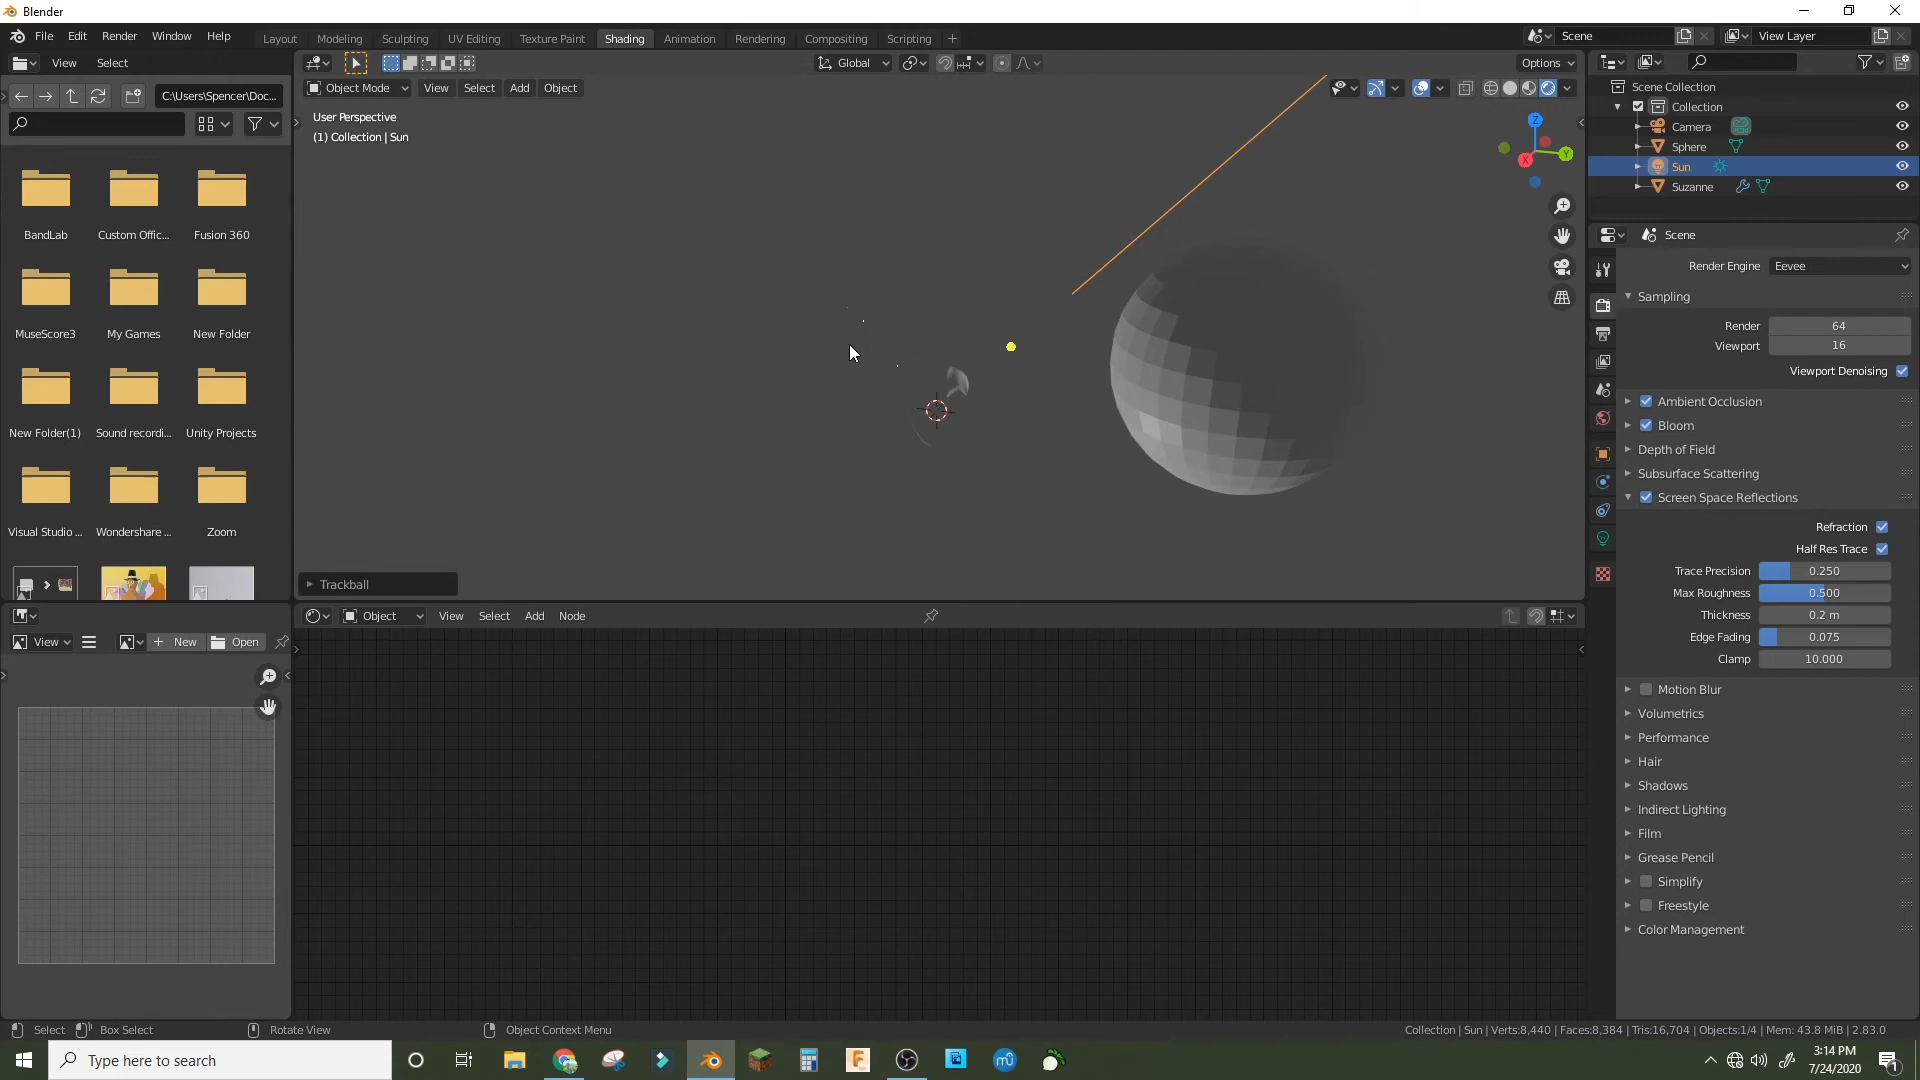 Blender
File Edit Render Window Help
Layout Modeling Sculpting UV Editing Texture Paint Shading Animation Rendering Compositing Scripting
Scene
View Layer
View Select
Global
Options
C:\Users\Spencer\Doc...
Object Mode View Select Add Object
User Perspective
(1) Collection | Sun
Z
Y
X
BandLab Custom Offic... Fusion 360
MuseScore3 My Games New Folder
New Folder(1) Sound recordi... Unity Projects
Visual Studio ... Wondershare ... Zoom
Trackball
Scene Collection
Collection
Camera
Sphere
Sun
Suzanne
Scene
Render Engine Eevee
Sampling
Render 64
Viewport 16
Viewport Denoising
Ambient Occlusion
Bloom
Depth of Field
Subsurface Scattering
Screen Space Reflections
Refraction
Half Res Trace
Trace Precision 0.250
Max Roughness 0.500
Thickness 0.2 m
Edge Fading 0.075
Clamp 10.000
Motion Blur
Volumetrics
Performance
Hair
Shadows
Indirect Lighting
Film
Grease Pencil
Simplify
Freestyle
Color Management
Object View Select Add Node
View New Open
Select Box Select Rotate View Object Context Menu
Collection | Sun | Verts:8,440 | Faces:8,384 | Tris:16,704 | Objects:1/4 | Mem: 43.8 MiB | 2.83.0
Type here to search
3:14 PM
7/24/2020
1